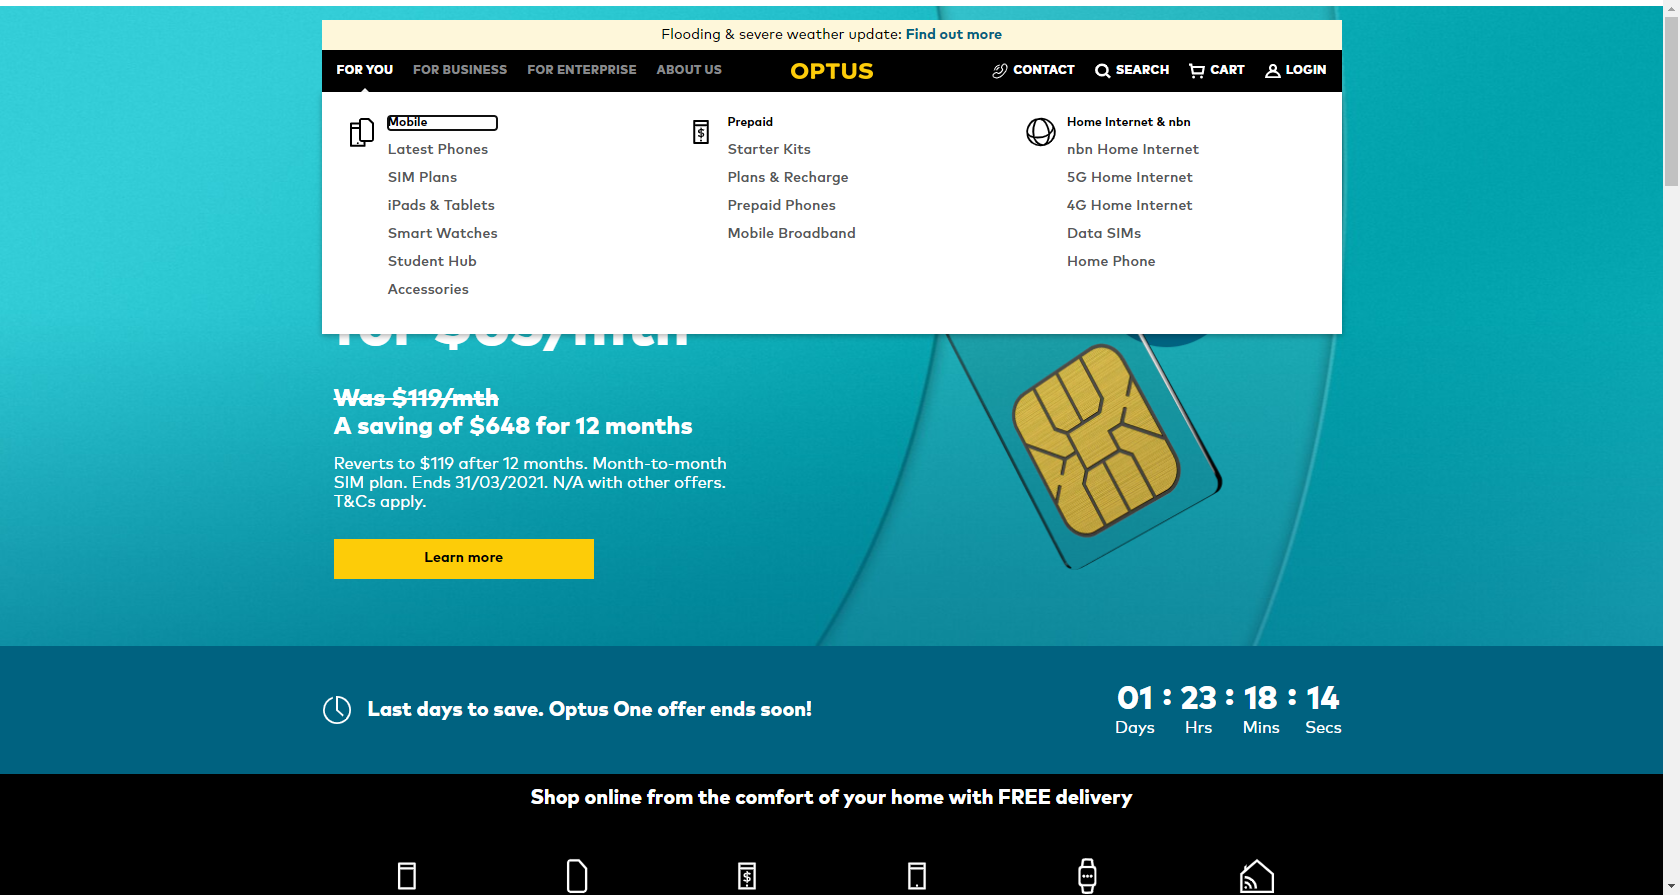 Flooding & severe weather update: Find out more
FOR YOU FOR BUSINESS FOR ENTERPRISE ABOUT US OPTUS CONTACT SEARCH CART LOGIN
Mobile
Latest Phones
SIM Plans
iPads & Tablets
Smart Watches
Student Hub
Accessories
Prepaid
Starter Kits
Plans & Recharge
Prepaid Phones
Mobile Broadband
Home Internet & nbn
nbn Home Internet
5G Home Internet
4G Home Internet
Data SIMs
Home Phone
for $65/mth
Was $119/mth
A saving of $648 for 12 months
Reverts to $119 after 12 months. Month-to-month
SIM plan. Ends 31/03/2021. N/A with other offers.
T&Cs apply.
Learn more
Last days to save. Optus One offer ends soon!
01 : 23 : 18 : 14
Days Hrs Mins Secs
Shop online from the comfort of your home with FREE delivery